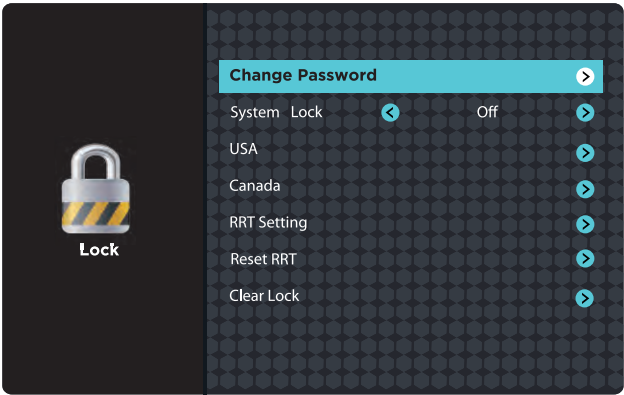 Change Password
System Lock Off
USA
Canada
RRT Setting
Reset RRT
Clear Lock
Lock